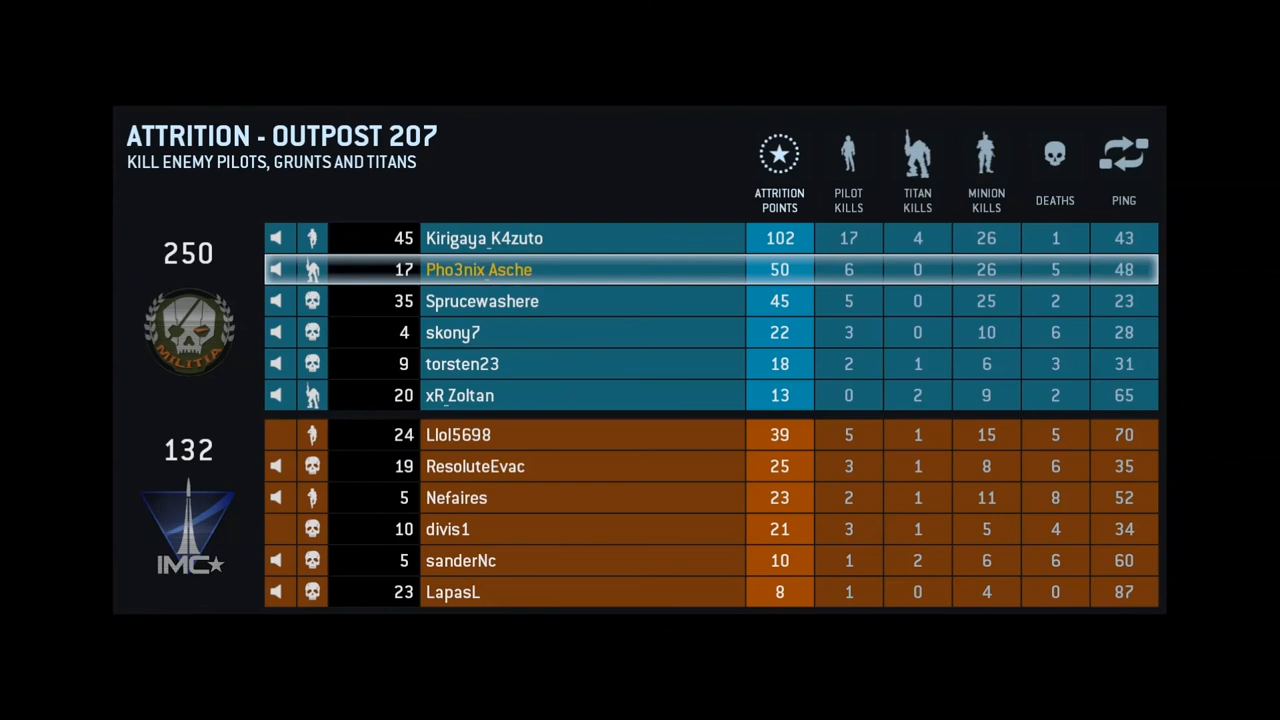 ATTRITION - OUTPOST 207
KILL ENEMY PILOTS, GRUNTS AND TITANS
ATTRITION POINTS PILOT KILLS TITAN KILLS MINION KILLS DEATHS PING
250
MILITIA
45 Kirigaya_K4zuto 102 17 4 26 1 43
17 Pho3nix_Asche 50 6 0 26 5 48
35 Sprucewashere 45 5 0 25 2 23
4 skony7 22 3 0 10 6 28
9 torsten23 18 2 1 6 3 31
20 xR_Zoltan 13 0 2 9 2 65
132
IMC
24 Llol5698 39 5 1 15 5 70
19 ResoluteEvac 25 3 1 8 6 35
5 Nefaires 23 2 1 11 8 52
10 divis1 21 3 1 5 4 34
5 sanderNc 10 1 2 6 6 60
23 LapasL 8 1 0 4 0 87